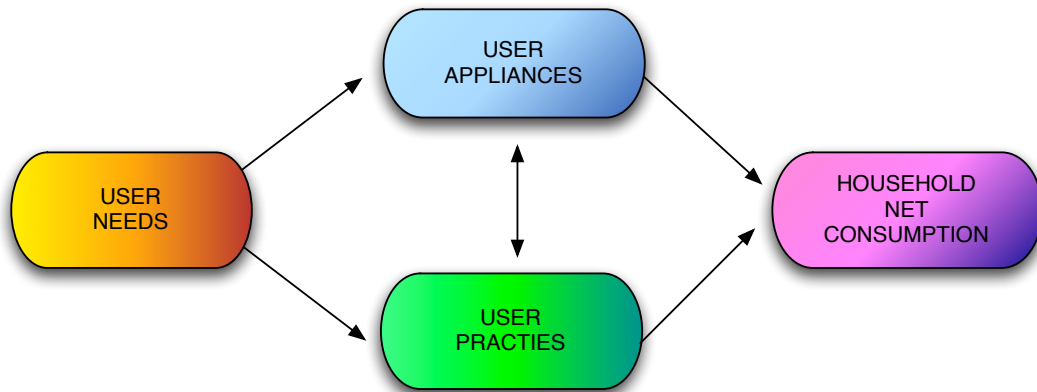 USER
APPLIANCES
USER
NEEDS
HOUSEHOLD
NET
CONSUMPTION
USER
PRACTIES